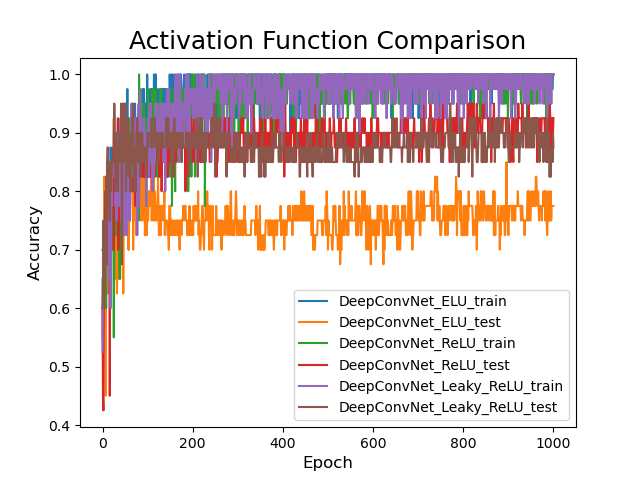 Activation Function Comparison
1.0
0.9
0.8
0.7
0.6
0.5
0.4
Accuracy
DeepConvNet_ELU_train
DeepConvNet_ELU_test
DeepConvNet_ReLU_train
DeepConvNet_ReLU_test
DeepConvNet_Leaky_ReLU_train
DeepConvNet_Leaky_ReLU_test
0 200 400 600 800 1000
Epoch